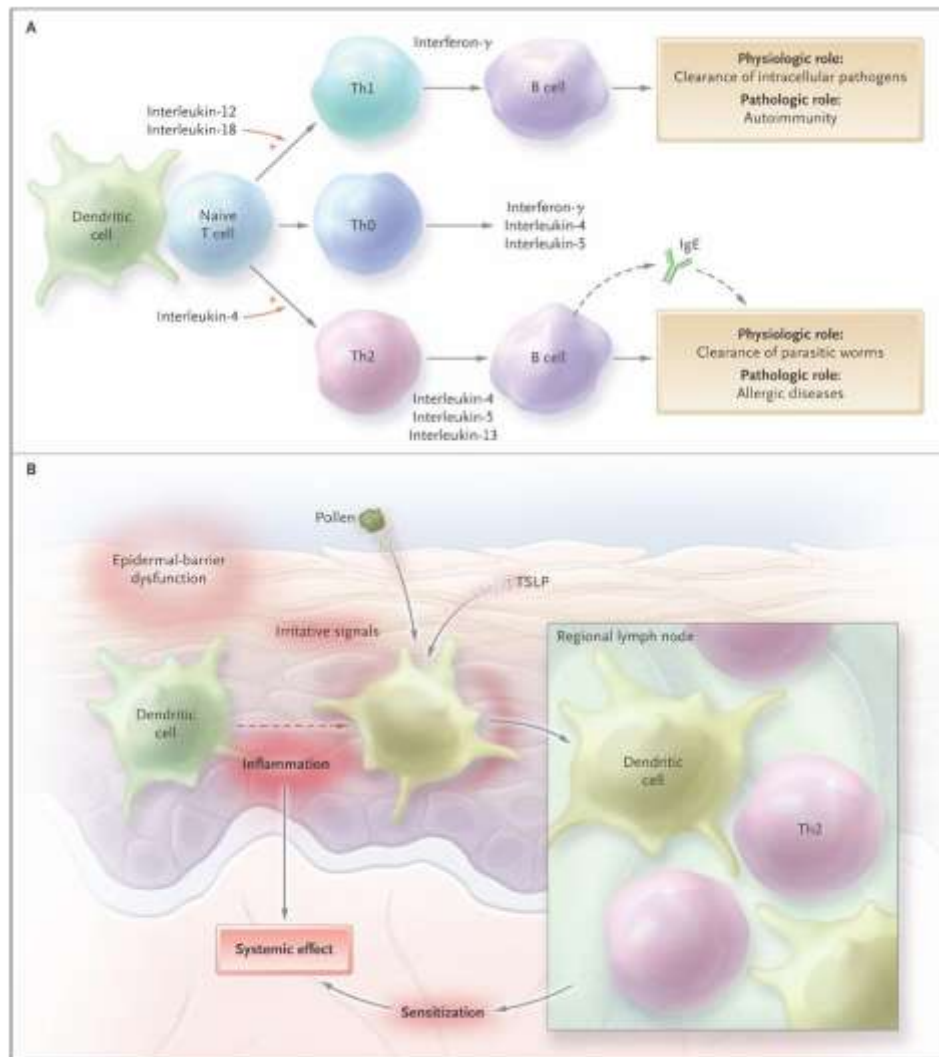 A
Interferon-γ
Th1
B cell
Physiologic role:
Clearance of intracellular pathogens
Pathologic role:
Autoimmunity
Interleukin-12
Interleukin-18
Dendritic
cell
Naive
T cell
Th0
Interferon-γ
Interleukin-4
Interleukin-5
IgE
Interleukin-4
Th2
B cell
Physiologic role:
Clearance of parasitic worms
Pathologic role:
Allergic diseases
Interleukin-4
Interleukin-5
Interleukin-13
B
Pollen
Epidermal-barrier
dysfunction
TSLP
Irritative signals
Regional lymph node
Dendritic
cell
Inflammation
Dendritic
cell
Th2
Systemic effect
Sensitization